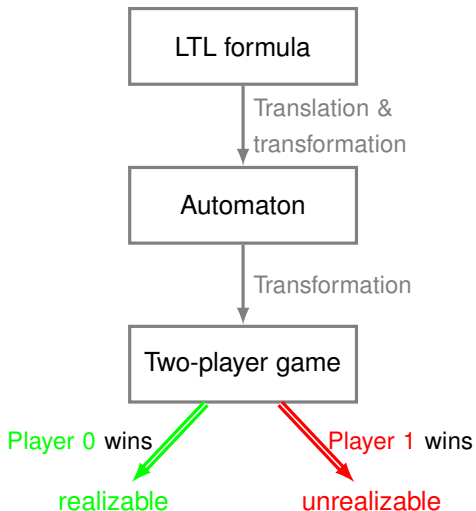 LTL formula
Translation &
transformation
Automaton
Transformation
Two-player game
Player 0 wins
Player 1 wins
realizable
unrealizable